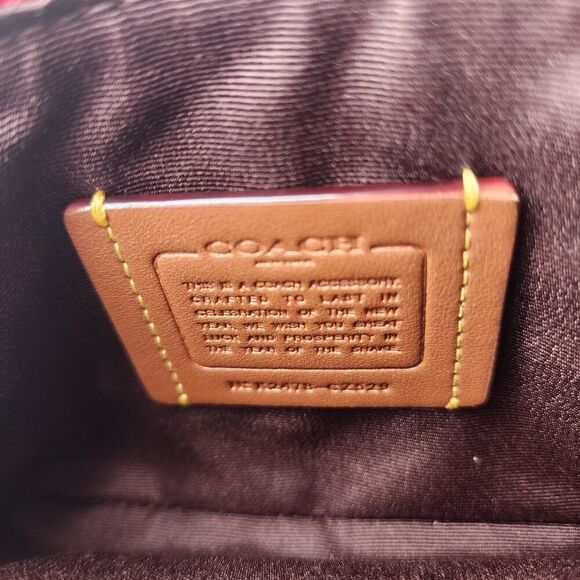 COACH
THIS IS A COACH ACCESSORY,
CRAFTED TO LAST IN
CELEBRATION OF THE NEW
YEAR. WE WISH YOU GREAT
LUCK AND PROSPERITY IN
THE YEAR OF THE SNAKE.